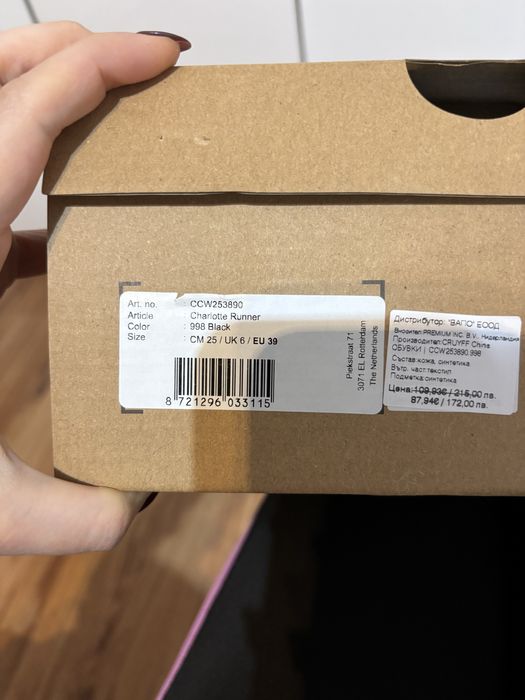 Art. no. : CCW253890
Article : Charlotte Runner
Color : 998 Black
Size : CM 25 / UK 6 / EU 39
8 721296 033115
Piekstraat 71
3071 EL Rotterdam
The Netherlands
Дистрибутор: "ВАПО" ЕООД
Вносител: PREMIUM INC. B.V., Нидерландия
Производител: CRUYFF China
ОБУВКИ | CCW253890.998
Състав: кожа, синтетика
Вътр. част: текстил
Подметка: синтетика
Цена: 109,93€ / 215,00 лв.
87,94€ / 172,00 лв.